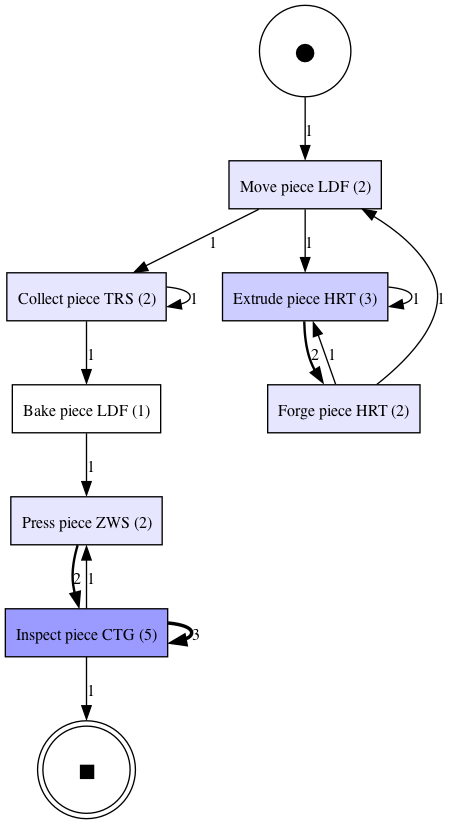 1
Move piece LDF (2)
1
1
1
Collect piece TRS (2)
1
Extrude piece HRT (3)
1
1
2
1
Bake piece LDF (1)
Forge piece HRT (2)
1
Press piece ZWS (2)
2
1
Inspect piece CTG (5)
3
1